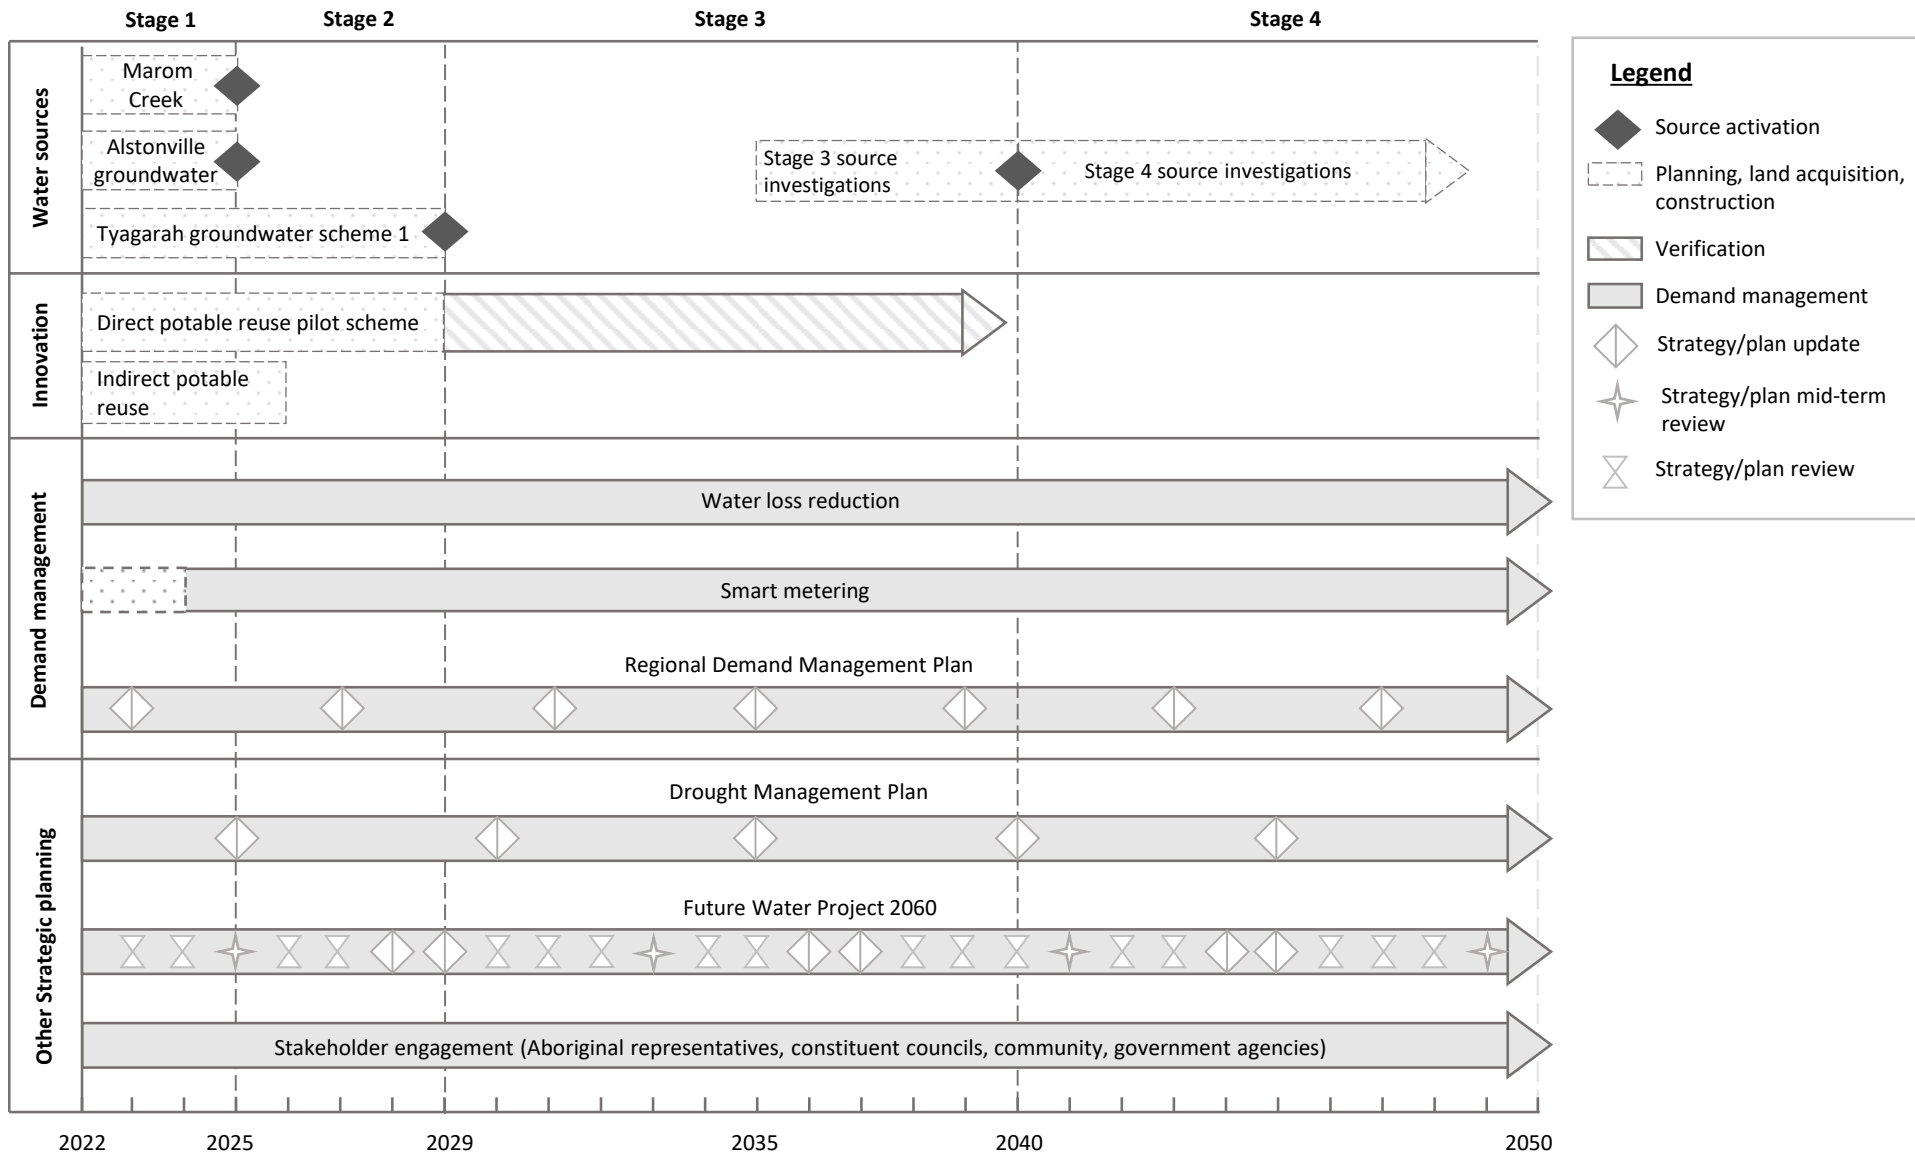 Stage 1
Stage 2
Stage 3
Stage 4
Water sources
Marom
Creek
Alstonville
groundwater
Tyagarah groundwater scheme 1
Stage 3 source
investigations
Stage 4 source investigations
Innovation
Direct potable reuse pilot scheme
Indirect potable
reuse
Demand management
Water loss reduction
Smart metering
Regional Demand Management Plan
Other Strategic planning
Drought Management Plan
Future Water Project 2060
Stakeholder engagement (Aboriginal representatives, constituent councils, community, government agencies)
2022
2025
2029
2035
2040
2050
Legend
Source activation
Planning, land acquisition,
construction
Verification
Demand management
Strategy/plan update
Strategy/plan mid-term
review
Strategy/plan review